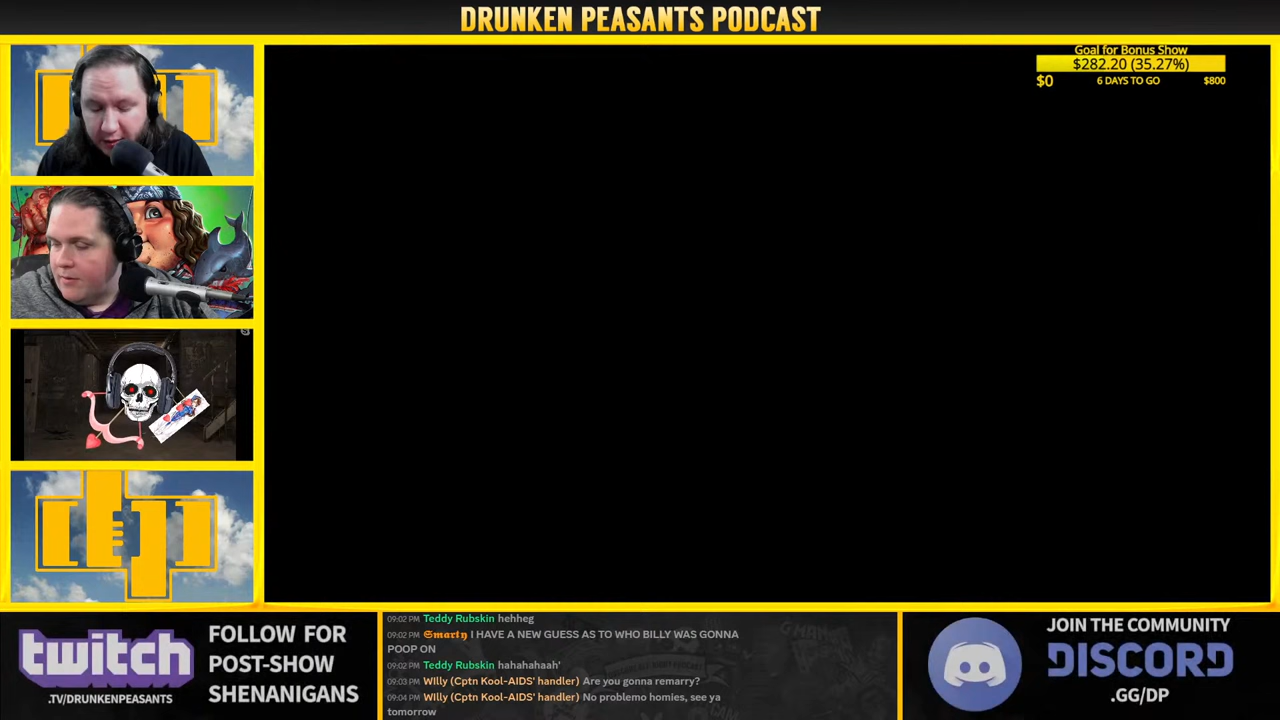 DRUNKEN PEASANTS PODCAST
Goal for Bonus Show
$282.20 (35.27%)
$0 6 DAYS TO GO $800
twitch
.TV/DRUNKENPEASANTS
FOLLOW FOR
POST-SHOW
SHENANIGANS
09:02 PM Teddy Rubskin hehheg
09:02 PM Smarty I HAVE A NEW GUESS AS TO WHO BILLY WAS GONNA
POOP ON
09:02 PM Teddy Rubskin hahahahaah'
09:03 PM WIlly (Cptn Kool-AIDS' handler) Are you gonna remarry?
09:04 PM WIlly (Cptn Kool-AIDS' handler) No problemo homies, see ya
tomorrow
JOIN THE COMMUNITY
DISCORD
.GG/DP